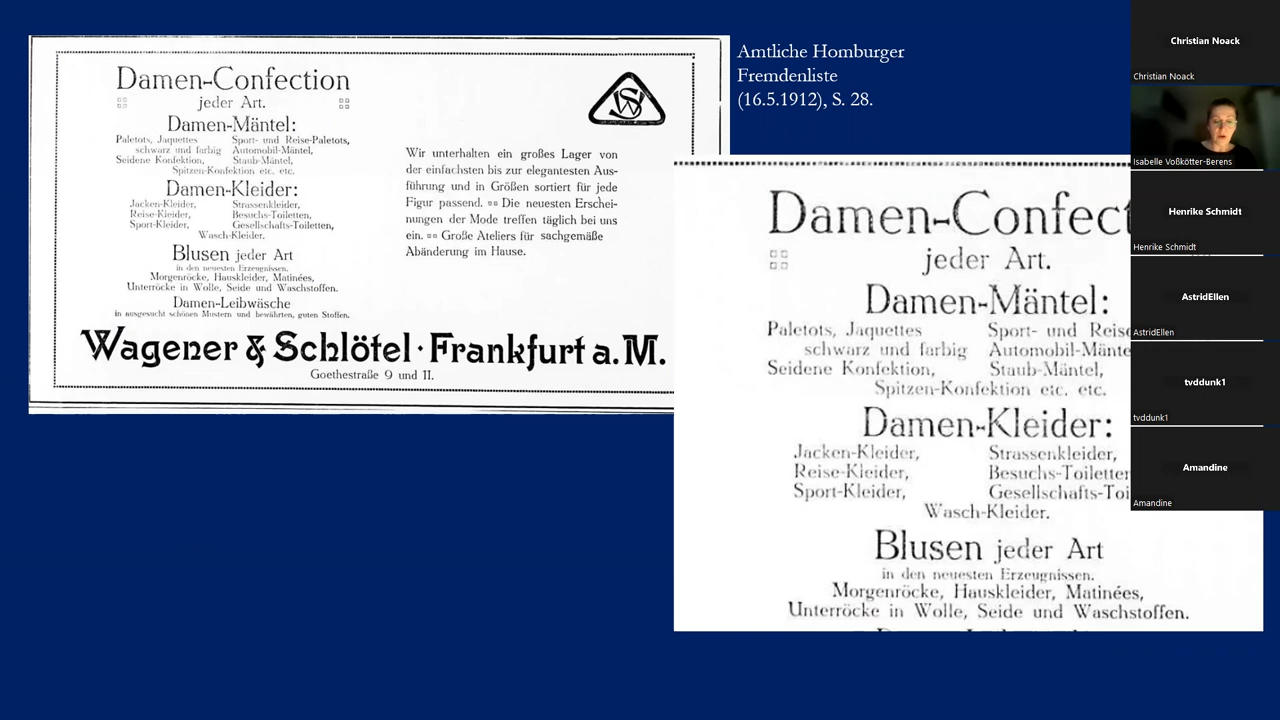 Damen-Confection
jeder Art.
Damen-Mäntel:
Paletots, Jaquettes
schwarz und farbig
Seidene Konfektion,
Sport- und Reise-Paletots,
Automobil-Mäntel,
Staub-Mäntel,
Spitzen-Konfektion etc. etc.
Damen-Kleider:
Jacken-Kleider,
Reise-Kleider,
Sport-Kleider,
Strassenkleider,
Besuchs-Toiletten,
Gesellschafts-Toiletten,
Wasch-Kleider.
Blusen jeder Art
in den neuesten Erzeugnissen.
Morgenröcke, Hauskleider, Matinées,
Unterröcke in Wolle, Seide und Waschstoffen.
Damen-Leibwäsche
in ausgesucht schönen Mustern und bewährten, guten Stoffen.
WS
Wir unterhalten ein großes Lager von
der einfachsten bis zur elegantesten Aus-
führung und in Größen sortiert für jede
Figur passend. Die neuesten Erschei-
nungen der Mode treffen täglich bei uns
ein. Große Ateliers für sachgemäße
Abänderung im Hause.
Wagener & Schlötel · Frankfurt a. M.
Goethestraße 9 und 11.
Amtliche Homburger
Fremdenliste
(16.5.1912), S. 28.
Damen-Confect
jeder Art.
Damen-Mäntel:
Paletots, Jaquettes
schwarz und farbig
Seidene Konfektion,
Sport- und Reise
Automobil-Mänte
Staub-Mäntel,
Spitzen-Konfektion etc. etc.
Damen-Kleider:
Jacken-Kleider,
Reise-Kleider,
Sport-Kleider,
Strassenkleider,
Besuchs-Toiletten
Gesellschafts-Toi
Wasch-Kleider.
Blusen jeder Art
in den neuesten Erzeugnissen.
Morgenröcke, Hauskleider, Matinées,
Unterröcke in Wolle, Seide und Waschstoffen.
Christian Noack
Christian Noack
Isabelle Voßkötter-Berens
Henrike Schmidt
Henrike Schmidt
AstridEllen
AstridEllen
tvddunk1
tvddunk1
Amandine
Amandine